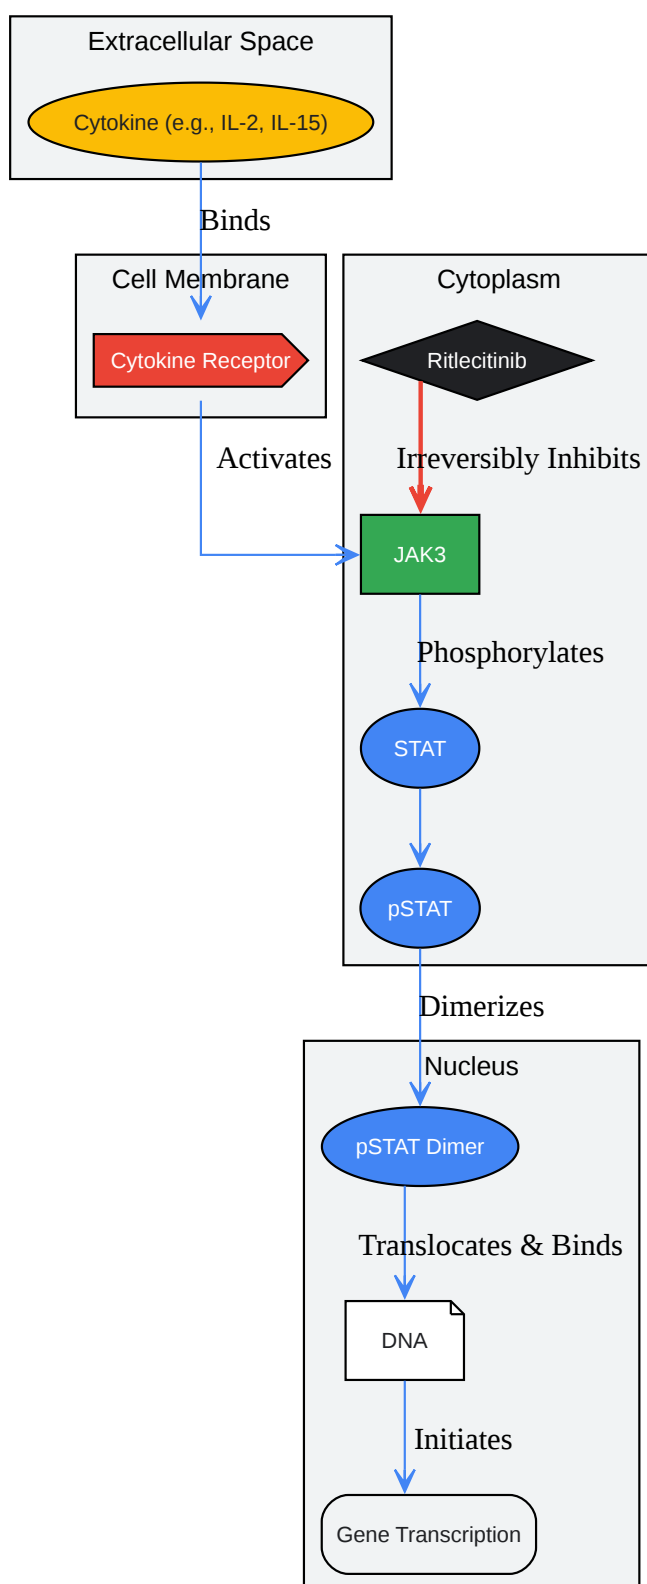 Extracellular Space
Cytokine (e.g., IL-2, IL-15)
Binds
Cell Membrane
Cytokine Receptor
Activates
Cytoplasm
Ritlecitinib
Irreversibly Inhibits
JAK3
Phosphorylates
STAT
pSTAT
Dimerizes
Nucleus
pSTAT Dimer
Translocates & Binds
DNA
Initiates
Gene Transcription